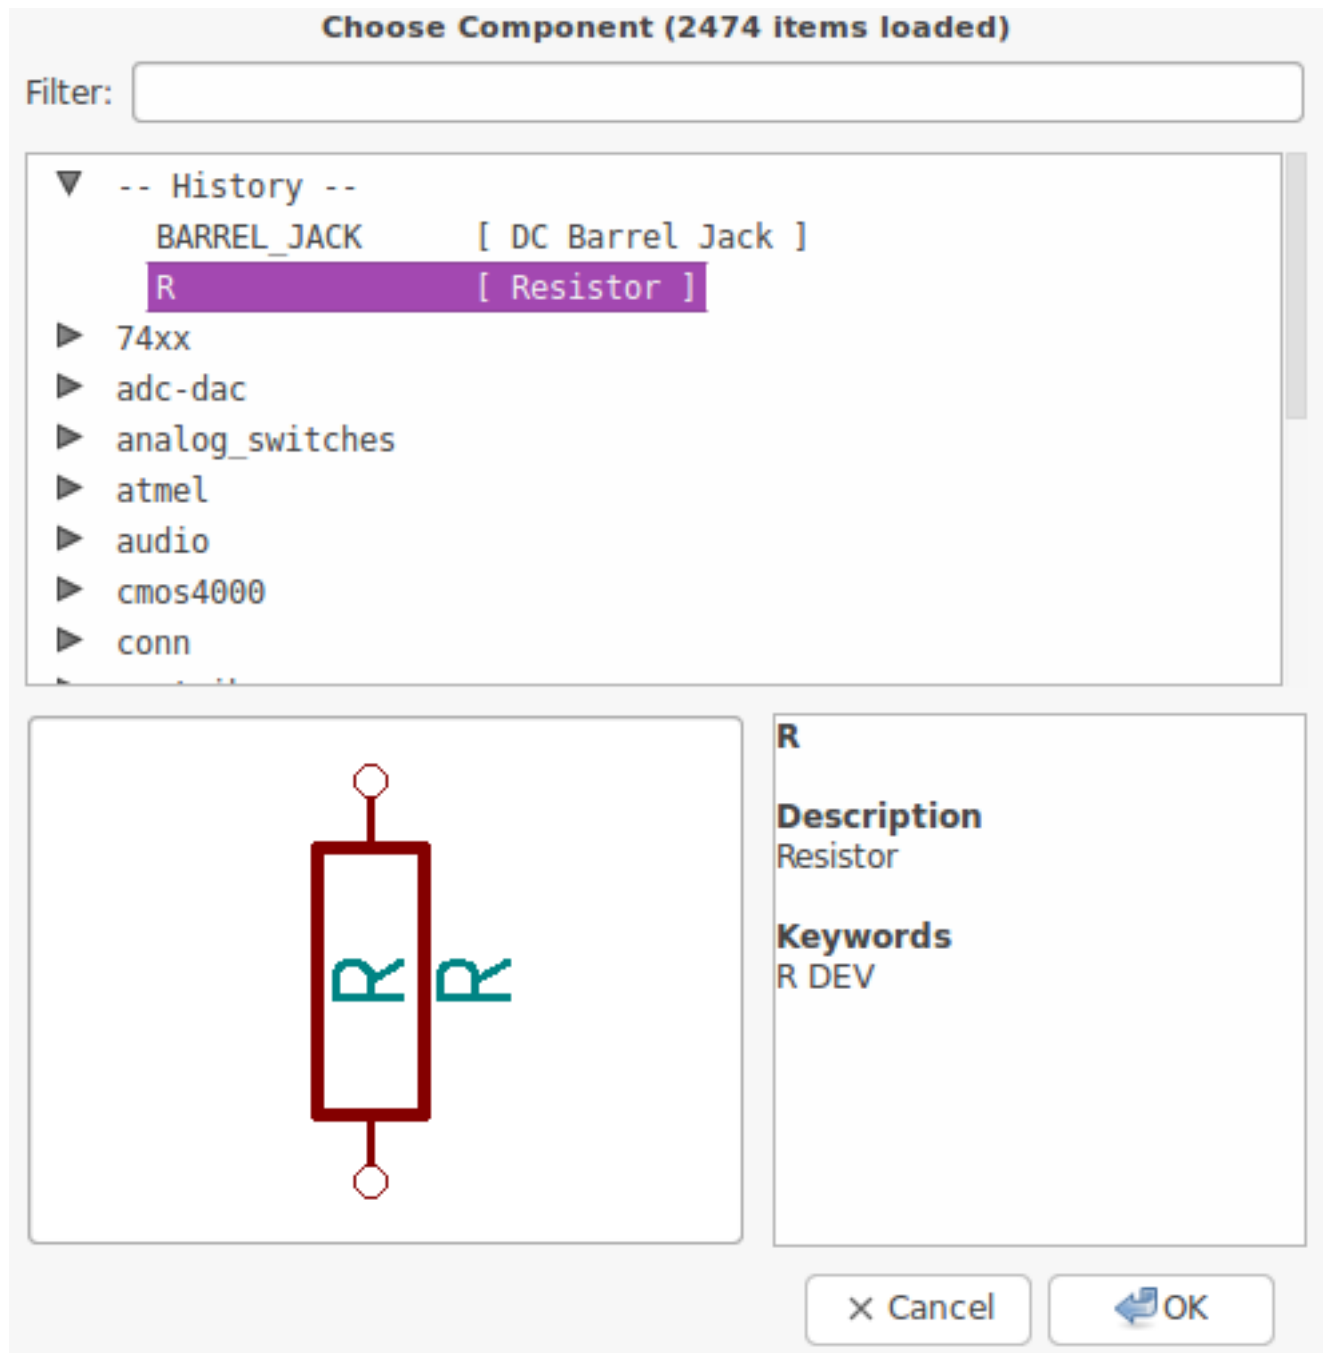 Choose Component (2474 items loaded)
Filter:
-- History --
BARREL_JACK [ DC Barrel Jack ]
R [ Resistor ]
74xx
adc-dac
analog_switches
atmel
audio
cmos4000
conn
R R
R
Description
Resistor
Keywords
R DEV
Cancel OK